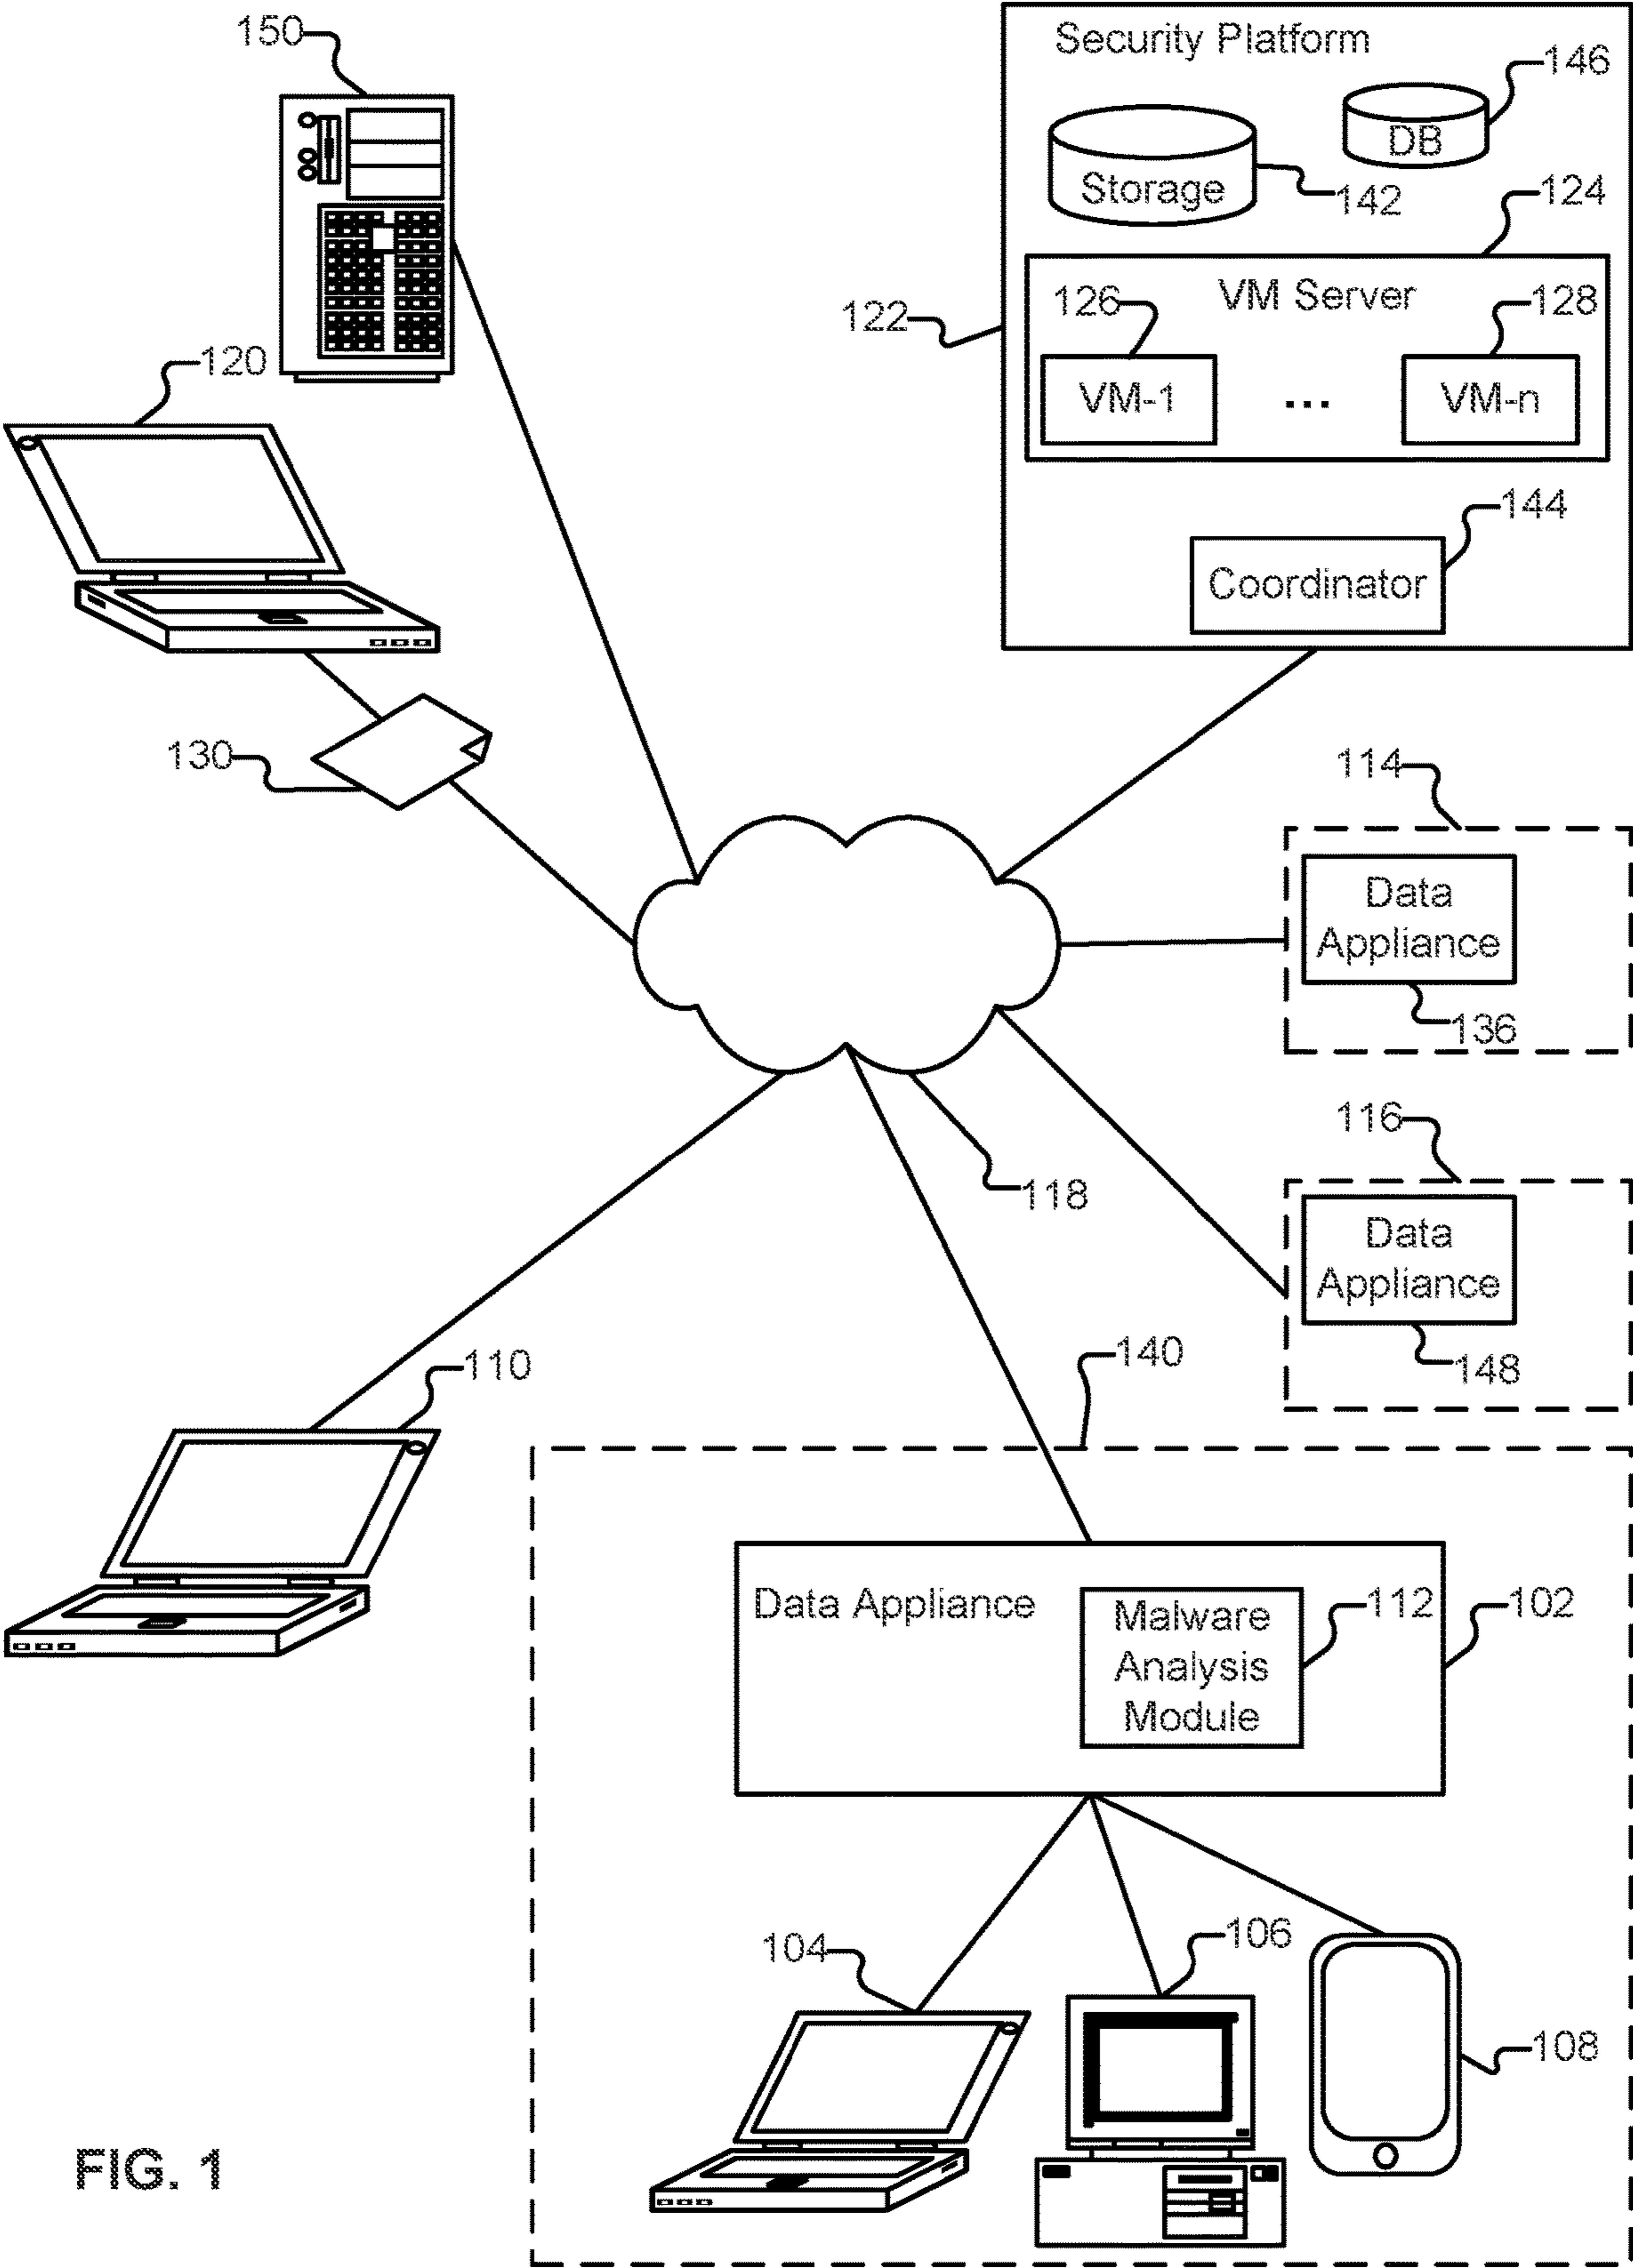 150
Security Platform
146
DB
Storage
142
124
VM Server
126
128
122
VM-1
...
VM-n
120
144
Coordinator
130
114
Data
Appliance
136
116
118
Data
Appliance
148
140
110
Data Appliance
Malware
Analysis
Module
112
102
104
106
108
FIG. 1